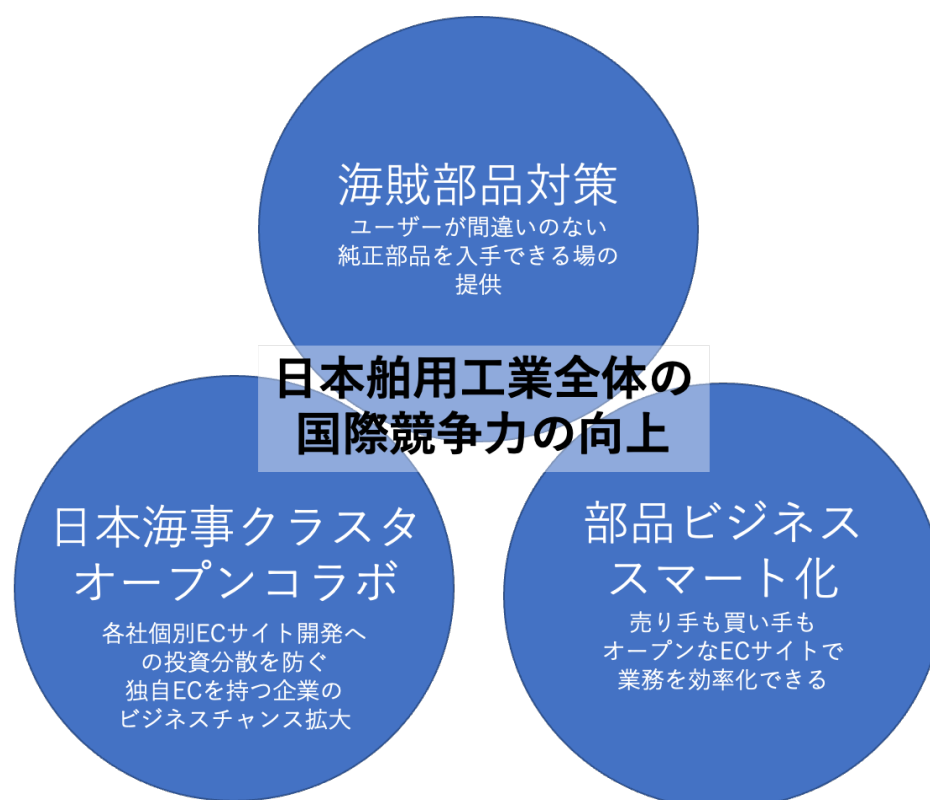 海賊部品対策
ユーザーが間違いのない
純正部品を入手できる場の
提供
日本舶用工業全体の
国際競争力の向上
日本海事クラスタ
オープンコラボ
各社個別ECサイト開発へ
の投資分散を防ぐ
独自ECを持つ企業の
ビジネスチャンス拡大
部品ビジネス
スマート化
売り手も買い手も
オープンなECサイトで
業務を効率化できる